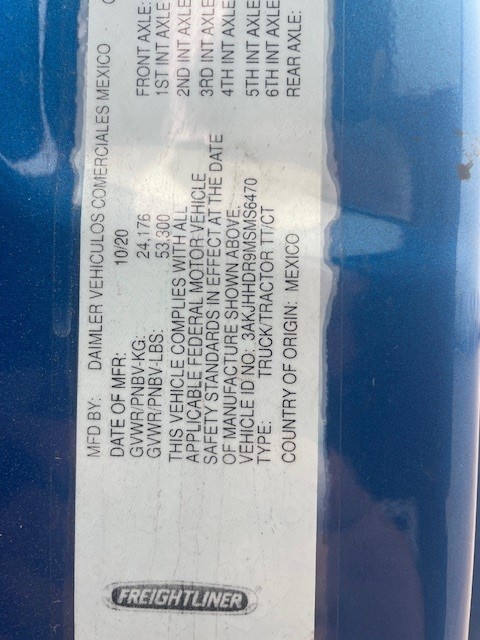 FREIGHTLINER
MFD BY: DAIMLER VEHICULOS COMERCIALES MEXICO
DATE OF MFR: 10/20
GVWR/PNBV-KG: 24,176
GVWR/PNBV-LBS: 53,300
THIS VEHICLE COMPLIES WITH ALL
APPLICABLE FEDERAL MOTOR VEHICLE
SAFETY STANDARDS IN EFFECT AT THE DATE
OF MANUFACTURE SHOWN ABOVE.
VEHICLE ID NO: 3AKJHHDR9MSMS6470
TYPE: TRUCK/TRACTOR TT/CT
COUNTRY OF ORIGIN: MEXICO
FRONT AXLE:
1ST INT AXLE
2ND INT AXLE
3RD INT AXLE
4TH INT AXLE
5TH INT AXLE
6TH INT AXLE
REAR AXLE: